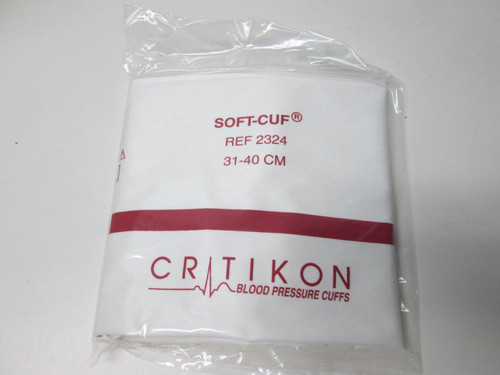 SOFT-CUF®
REF 2324
31-40 CM
CRITIKON
BLOOD PRESSURE CUFFS